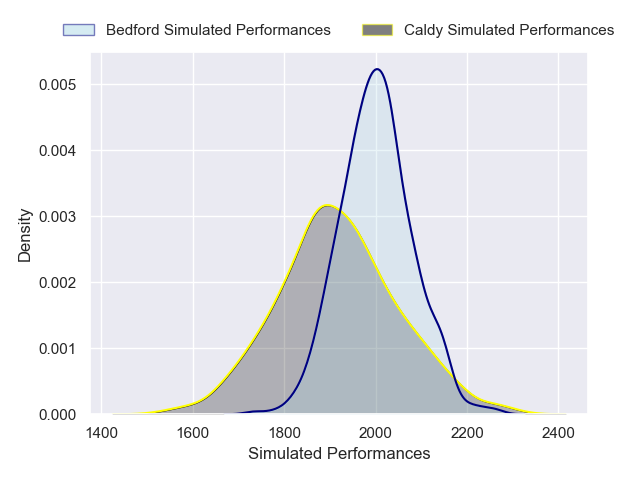 Bedford Simulated Performances Caldy Simulated Performances
0.005
0.004
0.003
0.002
0.001
0.000
Density
1400 1600 1800 2000 2200 2400
Simulated Performances